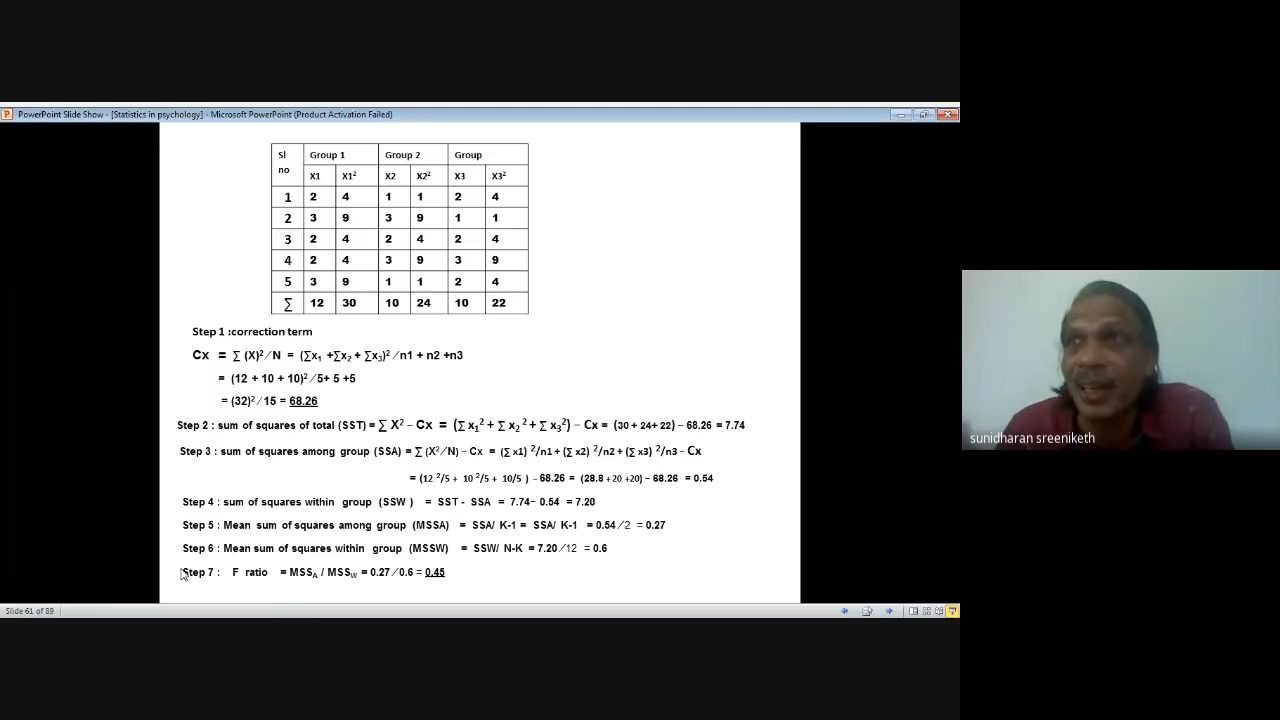 PowerPoint Slide Show - [Statistics in psychology] - Microsoft PowerPoint (Product Activation Failed)
Sl no Group 1 Group 2 Group
X1 X1² X2 X2² X3 X3²
1 2 4 1 1 2 4
2 3 9 3 9 1 1
3 2 4 2 4 2 4
4 2 4 3 9 3 9
5 3 9 1 1 2 4
∑ 12 30 10 24 10 22
Step 1 :correction term
Cx = ∑ (X)²/N = (∑x₁ +∑x₂ + ∑x₃)² /n1 + n2 +n3
= (12 + 10 + 10)²/5+ 5 +5
= (32)²/ 15 = 68.26
Step 2 : sum of squares of total (SST) = ∑ X² – Cx = (∑ x₁² + ∑ x₂² + ∑ x₃²) – Cx = (30 + 24+ 22) – 68.26 = 7.74
Step 3 : sum of squares among group (SSA) = ∑ (X²/N) – Cx = (∑ x1) ²/n1 + (∑ x2) ²/n2 + (∑ x3) ²/n3 – Cx
= (12 ²/5 + 10 ²/5 + 10/5 ) – 68.26 = (28.8 +20 +20) – 68.26 = 0.54
Step 4 : sum of squares within group (SSW ) = SST - SSA = 7.74– 0.54 = 7.20
Step 5 : Mean sum of squares among group (MSSA) = SSA/ K-1 = SSA/ K-1 = 0.54/2 = 0.27
Step 6 : Mean sum of squares within group (MSSW) = SSW/ N-K = 7.20/12 = 0.6
Step 7 : F ratio = MSSA / MSSW = 0.27/0.6 = 0.45
Slide 61 of 89
sunidharan sreeniketh